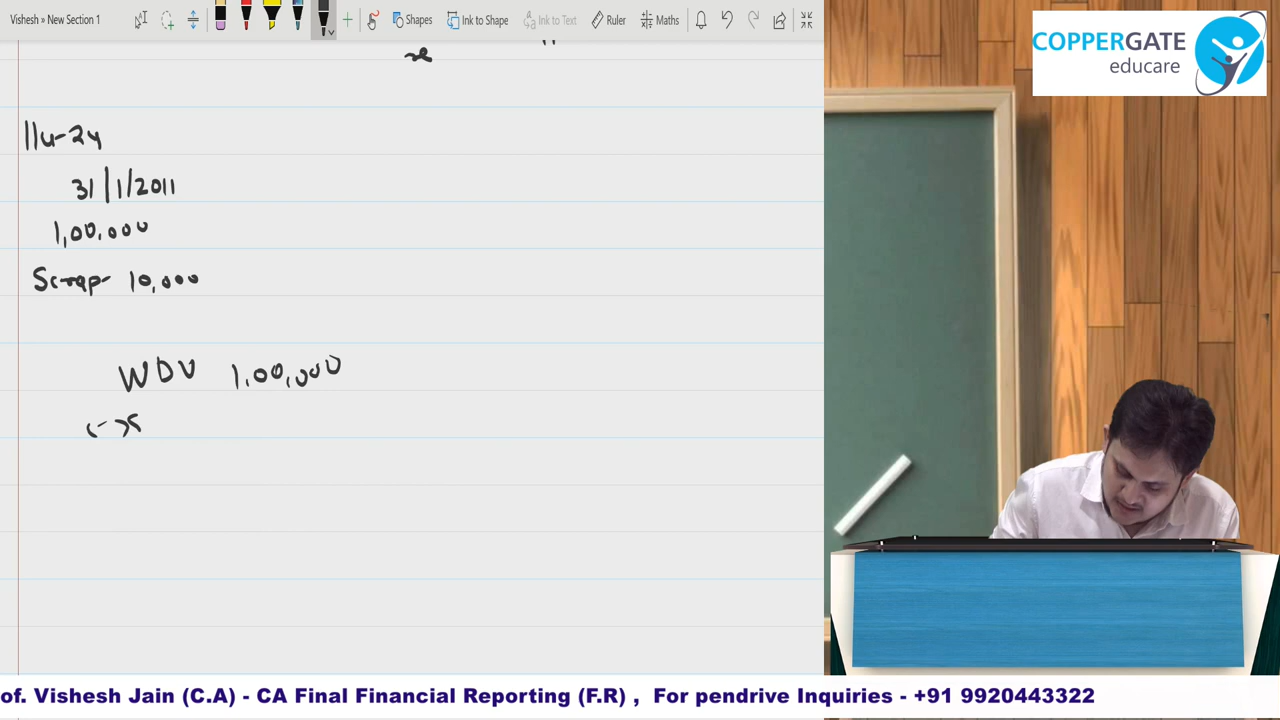 Vishesh » New Section 1
Shapes
Ink to Shape
Ink to Text
Ruler
Maths
COPPERGATE
educare
Illu-24
31/1/2011
1,00,000
Scrap- 10,000
WDV 1,00,000
(-)
of. Vishesh Jain (C.A) - CA Final Financial Reporting (F.R) , For pendrive Inquiries - +91 9920443322